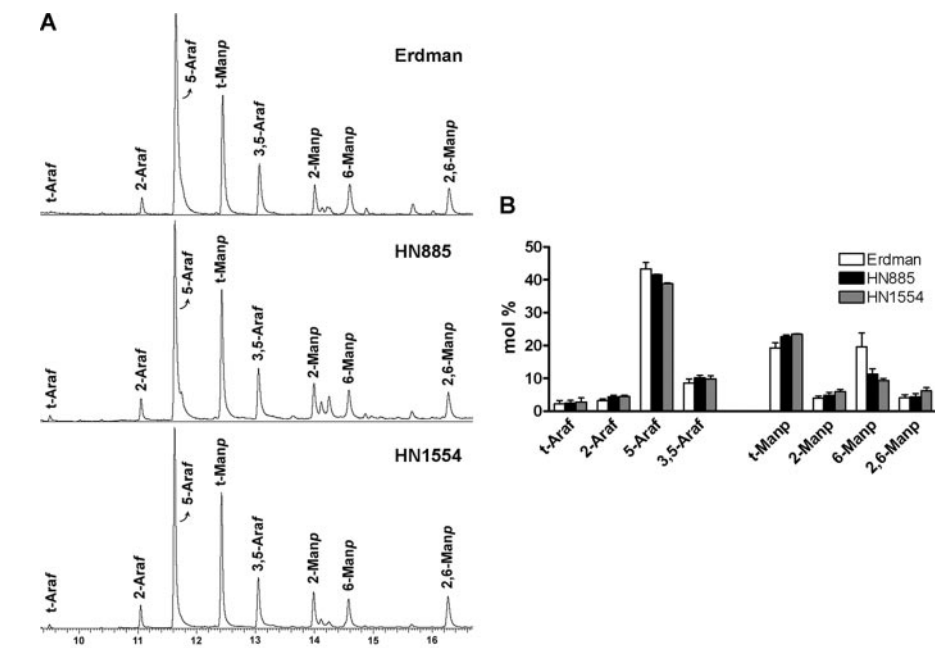 A
Erdman
t-Araf
2-Araf
5-Araf
t-Manp
3,5-Araf
2-Manp
6-Manp
2,6-Manp
HN885
t-Araf
2-Araf
5-Araf
t-Manp
3,5-Araf
2-Manp
6-Manp
2,6-Manp
HN1554
t-Araf
2-Araf
5-Araf
t-Manp
3,5-Araf
2-Manp
6-Manp
2,6-Manp
10 11 12 13 14 15 16
B
mol %
50
40
30
20
10
0
Erdman
HN885
HN1554
t-Araf
2-Araf
5-Araf
3,5-Araf
t-Manp
2-Manp
6-Manp
2,6-Manp